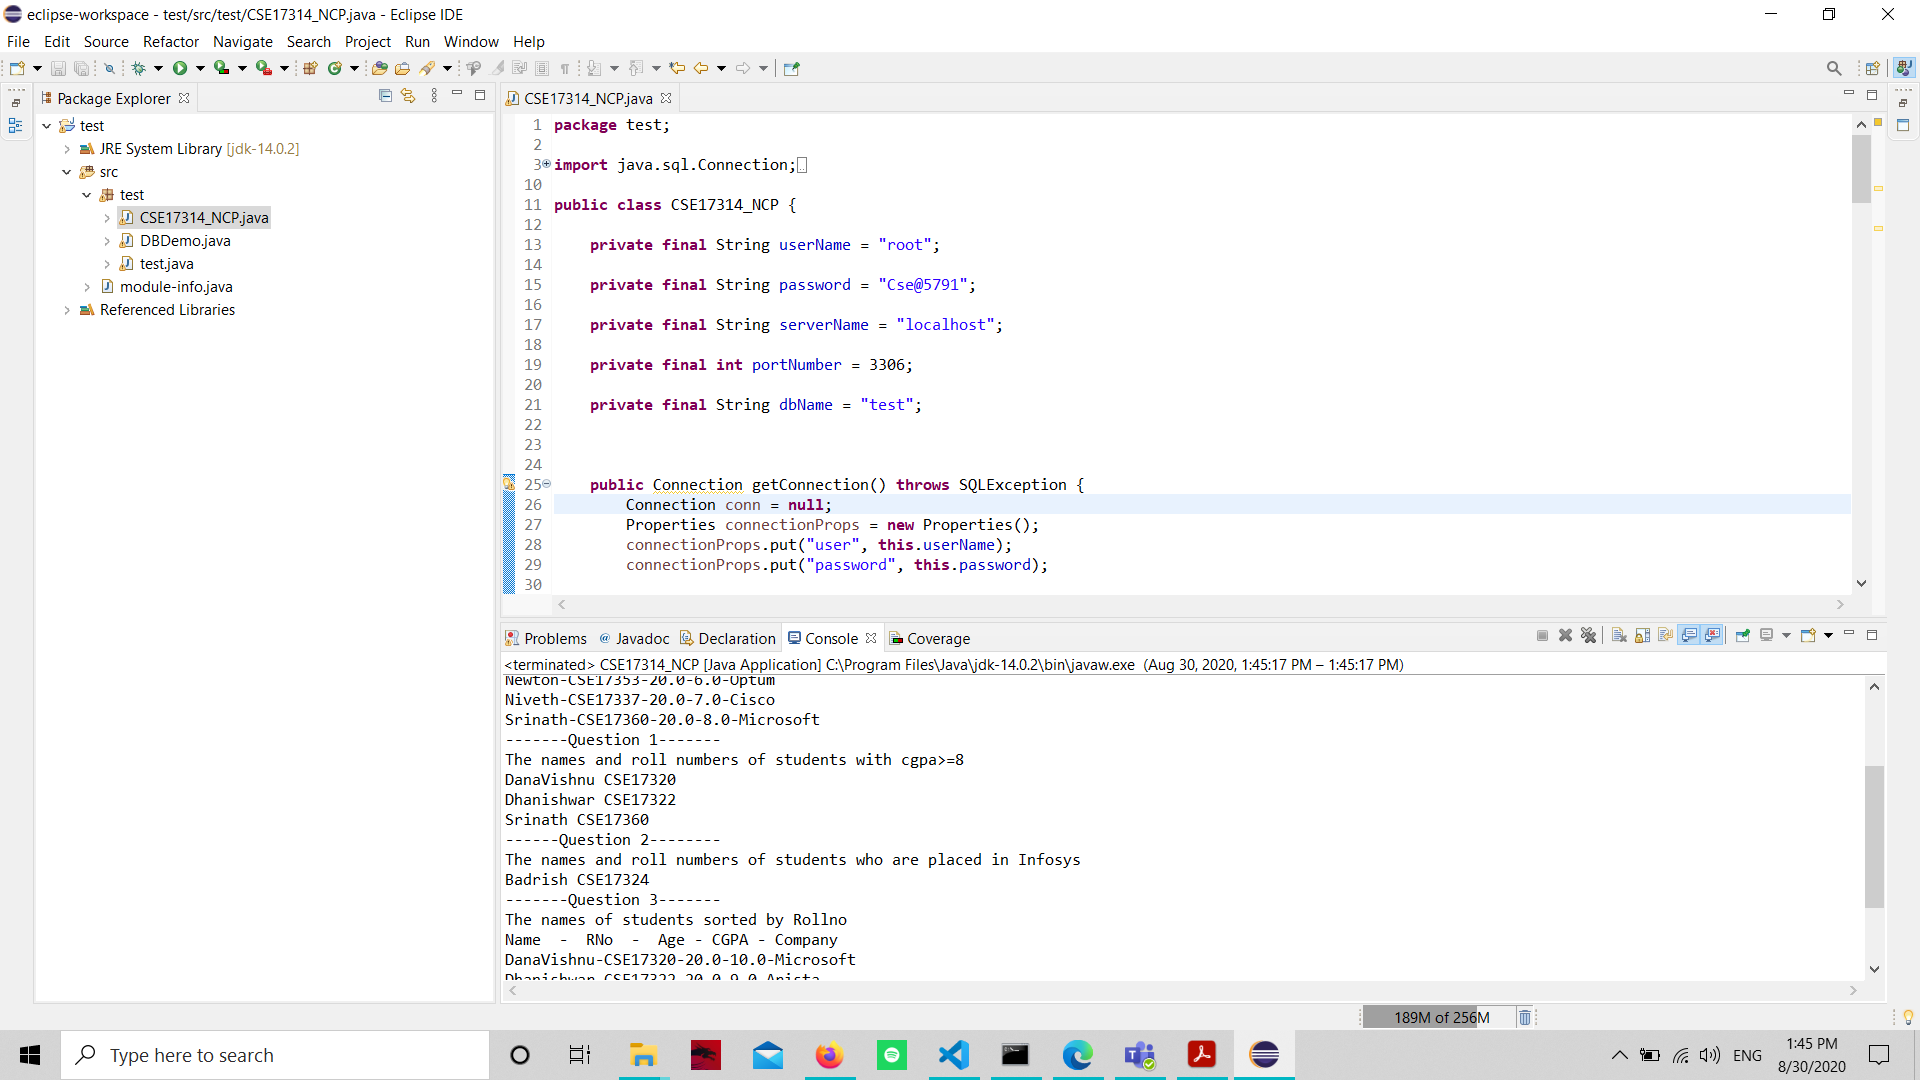 eclipse-workspace - test/src/test/CSE17314_NCP.java - Eclipse IDE
File Edit Source Refactor Navigate Search Project Run Window Help
Package Explorer
test
JRE System Library [jdk-14.0.2]
src
test
CSE17314_NCP.java
DBDemo.java
test.java
module-info.java
Referenced Libraries
CSE17314_NCP.java
1 package test;
2
3 import java.sql.Connection;
10
11 public class CSE17314_NCP {
12
13 private final String userName = "root";
14
15 private final String password = "Cse@5791";
16
17 private final String serverName = "localhost";
18
19 private final int portNumber = 3306;
20
21 private final String dbName = "test";
22
23
24
25 public Connection getConnection() throws SQLException {
26 Connection conn = null;
27 Properties connectionProps = new Properties();
28 connectionProps.put("user", this.userName);
29 connectionProps.put("password", this.password);
30
Problems @ Javadoc Declaration Console Coverage
<terminated> CSE17314_NCP [Java Application] C:\Program Files\Java\jdk-14.0.2\bin\javaw.exe (Aug 30, 2020, 1:45:17 PM – 1:45:17 PM)
Newton-CSE17353-20.0-6.0-Optum
Niveth-CSE17337-20.0-7.0-Cisco
Srinath-CSE17360-20.0-8.0-Microsoft
-------Question 1-------
The names and roll numbers of students with cgpa>=8
DanaVishnu CSE17320
Dhanishwar CSE17322
Srinath CSE17360
------Question 2--------
The names and roll numbers of students who are placed in Infosys
Badrish CSE17324
-------Question 3-------
The names of students sorted by Rollno
Name - RNo - Age - CGPA - Company
DanaVishnu-CSE17320-20.0-10.0-Microsoft
Dhanishwar-CSE17322-20.0-9.0-Arista
189M of 256M
Type here to search
ENG
1:45 PM
8/30/2020